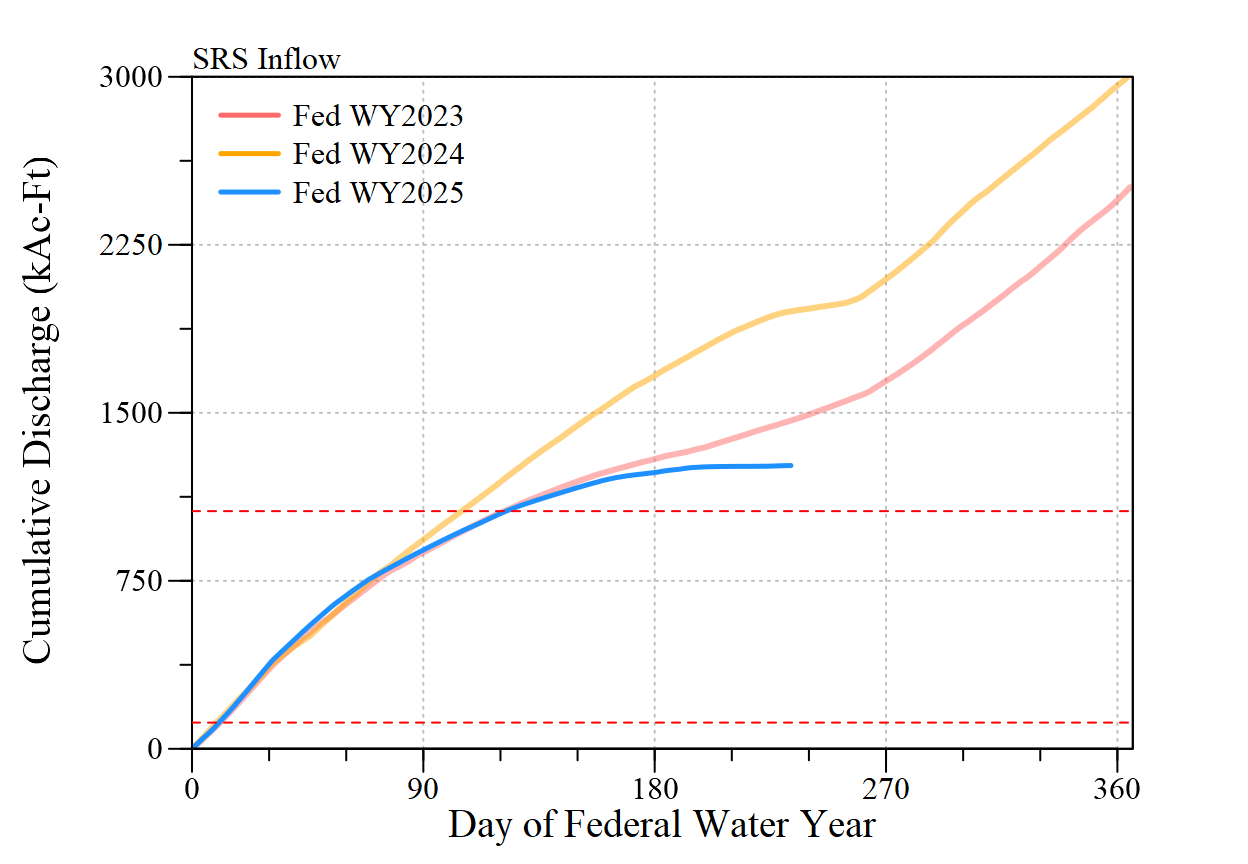 SRS Inflow
Fed WY2023
Fed WY2024
Fed WY2025
Cumulative Discharge (kAc-Ft)
3000
2250
1500
750
0
0 90 180 270 360
Day of Federal Water Year